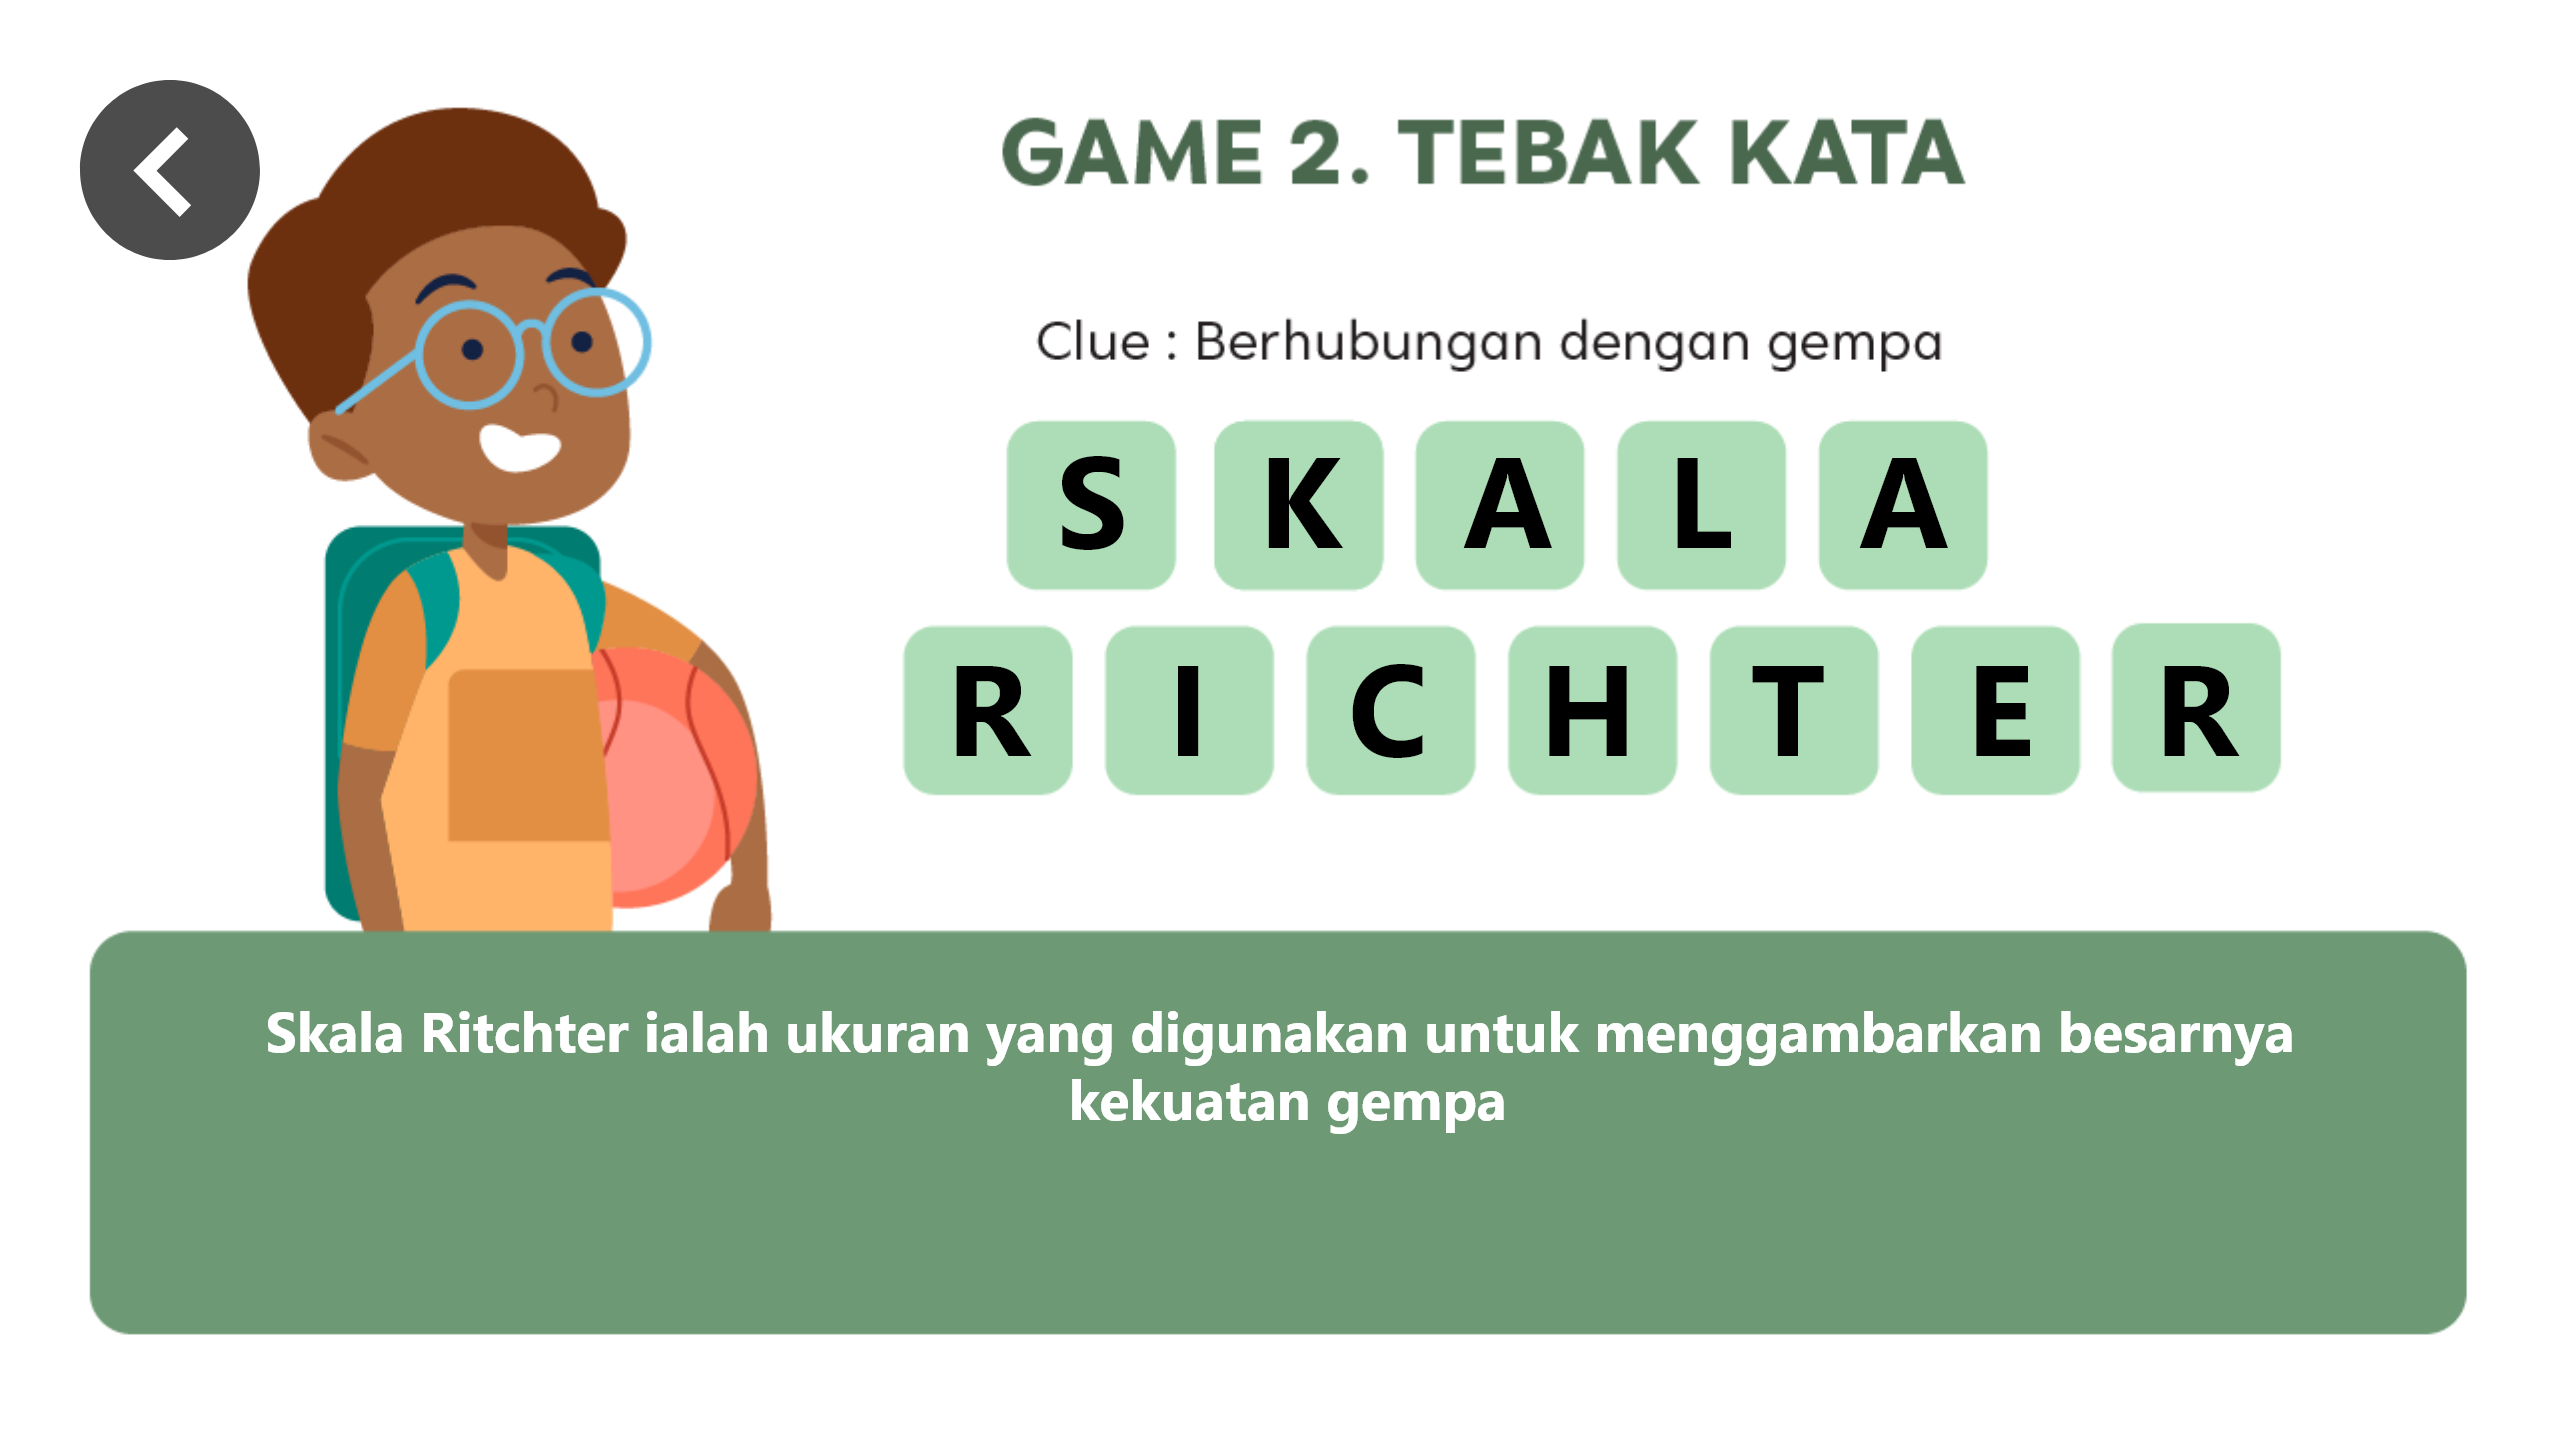 GAME 2. TEBAK KATA
Clue : Berhubungan dengan gempa
S K A L A
R I C H T E R
Skala Ritchter ialah ukuran yang digunakan untuk menggambarkan besarnya
kekuatan gempa